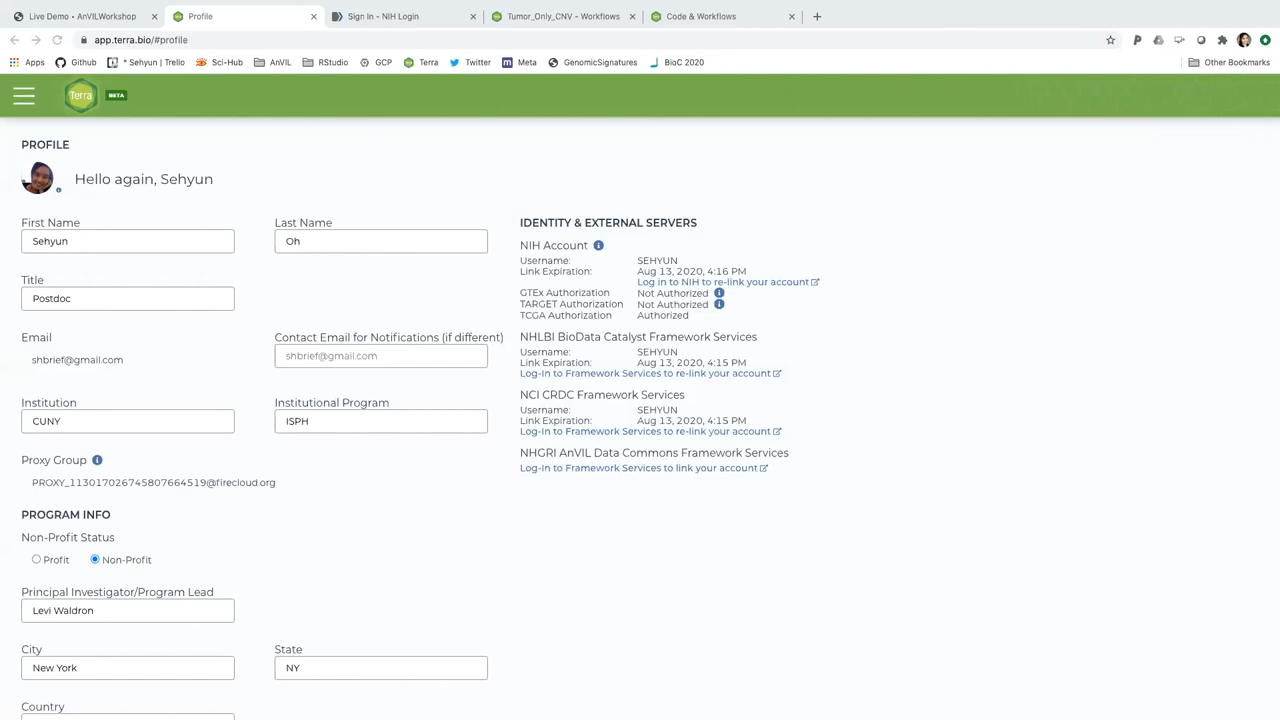 Live Demo • AnVILWorkshop
Profile
Sign In - NIH Login
Tumor_Only_CNV - Workflows
Code & Workflows
app.terra.bio/#profile
Apps
Github
* Sehyun | Trello
Sci-Hub
AnVIL
RStudio
GCP
Terra
Twitter
Meta
GenomicSignatures
BioC 2020
Other Bookmarks
Terra
BETA
PROFILE
Hello again, Sehyun
First Name
Last Name
Sehyun
Oh
Title
Postdoc
Email
Contact Email for Notifications (if different)
shbrief@gmail.com
shbrief@gmail.com
Institution
Institutional Program
CUNY
ISPH
Proxy Group
PROXY_113017026745807664519@firecloud.org
PROGRAM INFO
Non-Profit Status
Profit
Non-Profit
Principal Investigator/Program Lead
Levi Waldron
City
State
New York
NY
Country
IDENTITY & EXTERNAL SERVERS
NIH Account
Username: SEHYUN
Link Expiration: Aug 13, 2020, 4:16 PM
Log in to NIH to re-link your account
GTEx Authorization Not Authorized
TARGET Authorization Not Authorized
TCGA Authorization Authorized
NHLBI BioData Catalyst Framework Services
Username: SEHYUN
Link Expiration: Aug 13, 2020, 4:15 PM
Log-In to Framework Services to re-link your account
NCI CRDC Framework Services
Username: SEHYUN
Link Expiration: Aug 13, 2020, 4:15 PM
Log-In to Framework Services to re-link your account
NHGRI AnVIL Data Commons Framework Services
Log-In to Framework Services to link your account